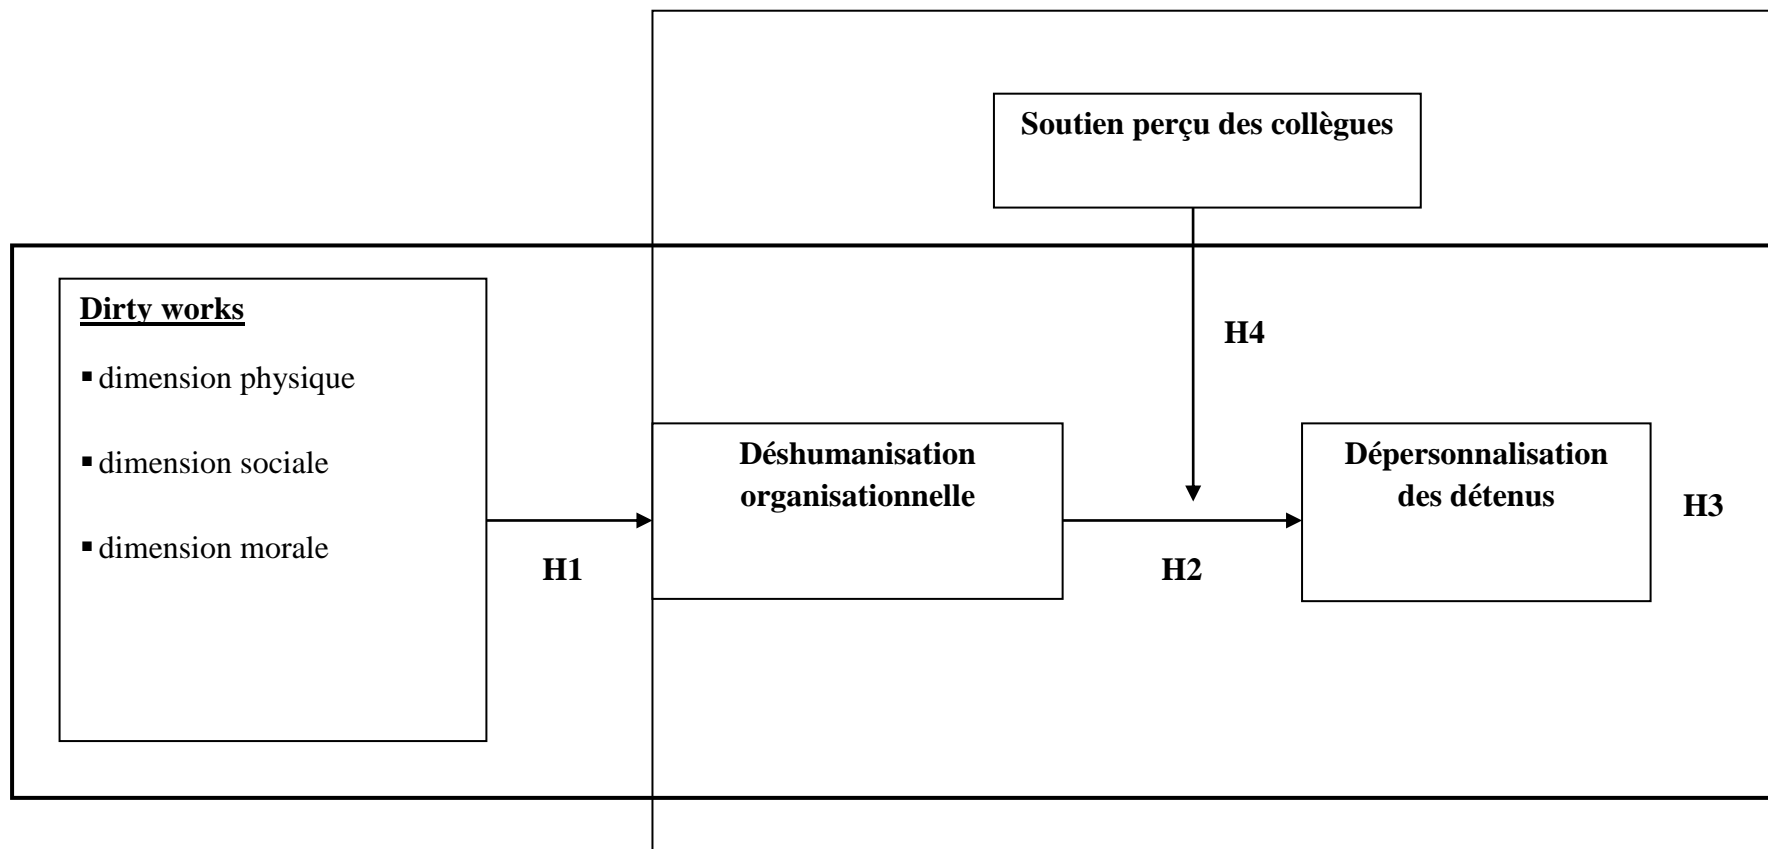 Soutien perçu des collègues
Dirty works
▪ dimension physique
▪ dimension sociale
▪ dimension morale
H1
Déshumanisation
organisationnelle
H4
H2
Dépersonnalisation
des détenus
H3